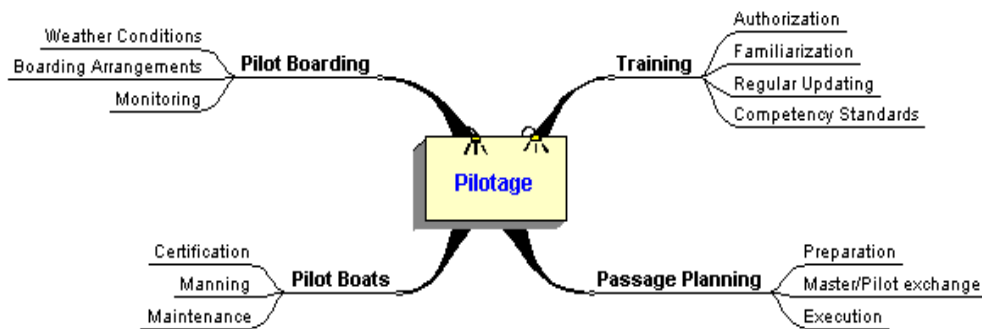 Weather Conditions
Boarding Arrangements
Monitoring
Pilot Boarding
Training
Authorization
Familiarization
Regular Updating
Competency Standards
Pilotage
Certification
Manning
Maintenance
Pilot Boats
Passage Planning
Preparation
Master/Pilot exchange
Execution